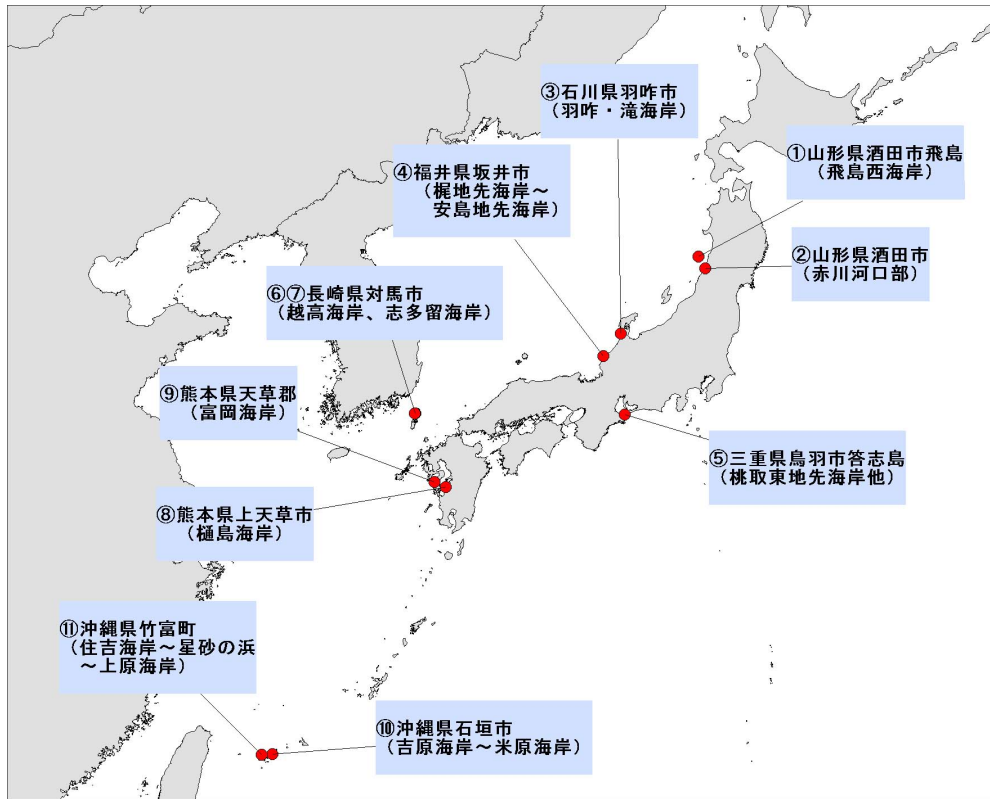 ③石川県羽咋市
(羽咋・滝海岸)
①山形県酒田市飛島
(飛島西海岸)
④福井県坂井市
(梶地先海岸～
安島地先海岸)
②山形県酒田市
(赤川河口部)
⑥⑦長崎県対馬市
(越高海岸、志多留海岸)
⑨熊本県天草郡
(富岡海岸)
⑤三重県鳥羽市答志島
(桃取東地先海岸他)
⑧熊本県上天草市
(樋島海岸)
⑪沖縄県竹富町
(住吉海岸～星砂の浜
～上原海岸)
⑩沖縄県石垣市
(吉原海岸～米原海岸)